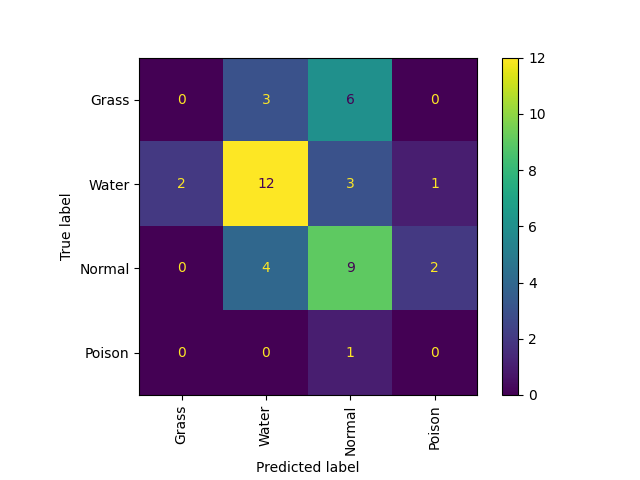 Grass 0 3 6 0
Water 2 12 3 1
Normal 0 4 9 2
Poison 0 0 1 0
Grass Water Normal Poison
Predicted label
True label
12
10
8
6
4
2
0